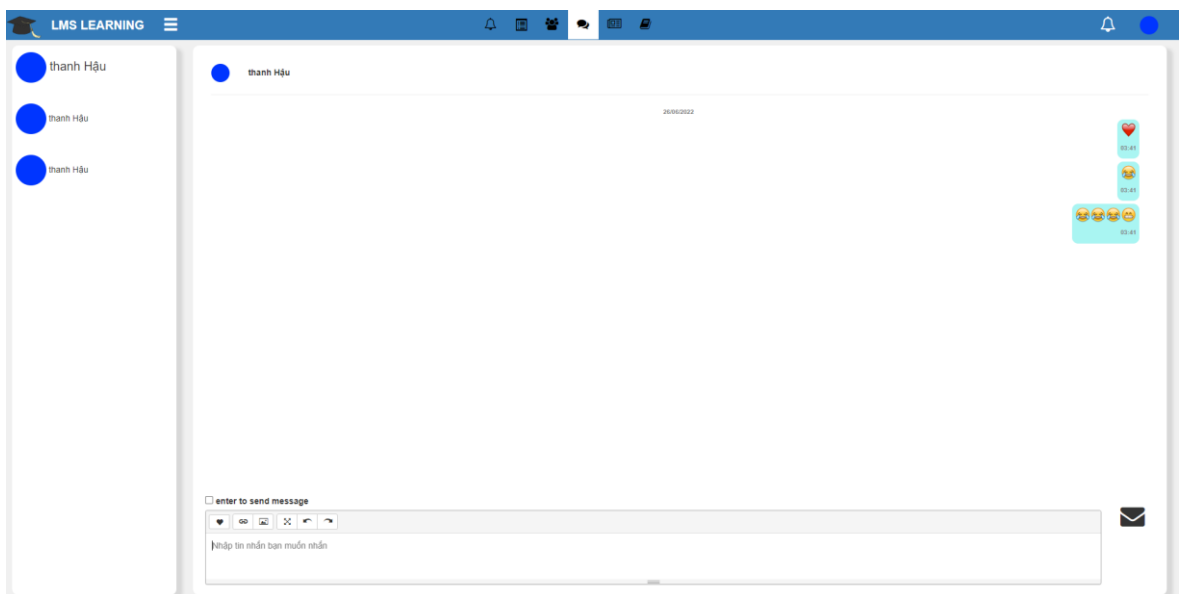 LMS LEARNING
thanh Hậu
thanh Hậu
thanh Hậu
thanh Hậu
26/06/2022
03:41
03:41
03:41
enter to send message
Nhập tin nhắn bạn muốn nhắn